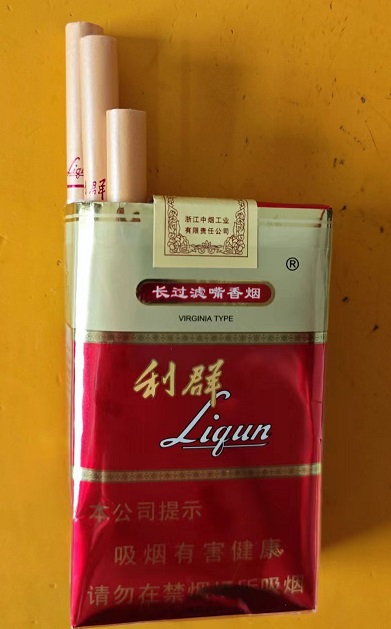 群
浙江中烟工业
有限责任公司
®
长过滤嘴香烟
VIRGINIA TYPE
利群
Liqun
本公司提示
吸烟有害健康
请勿在禁烟场所吸烟